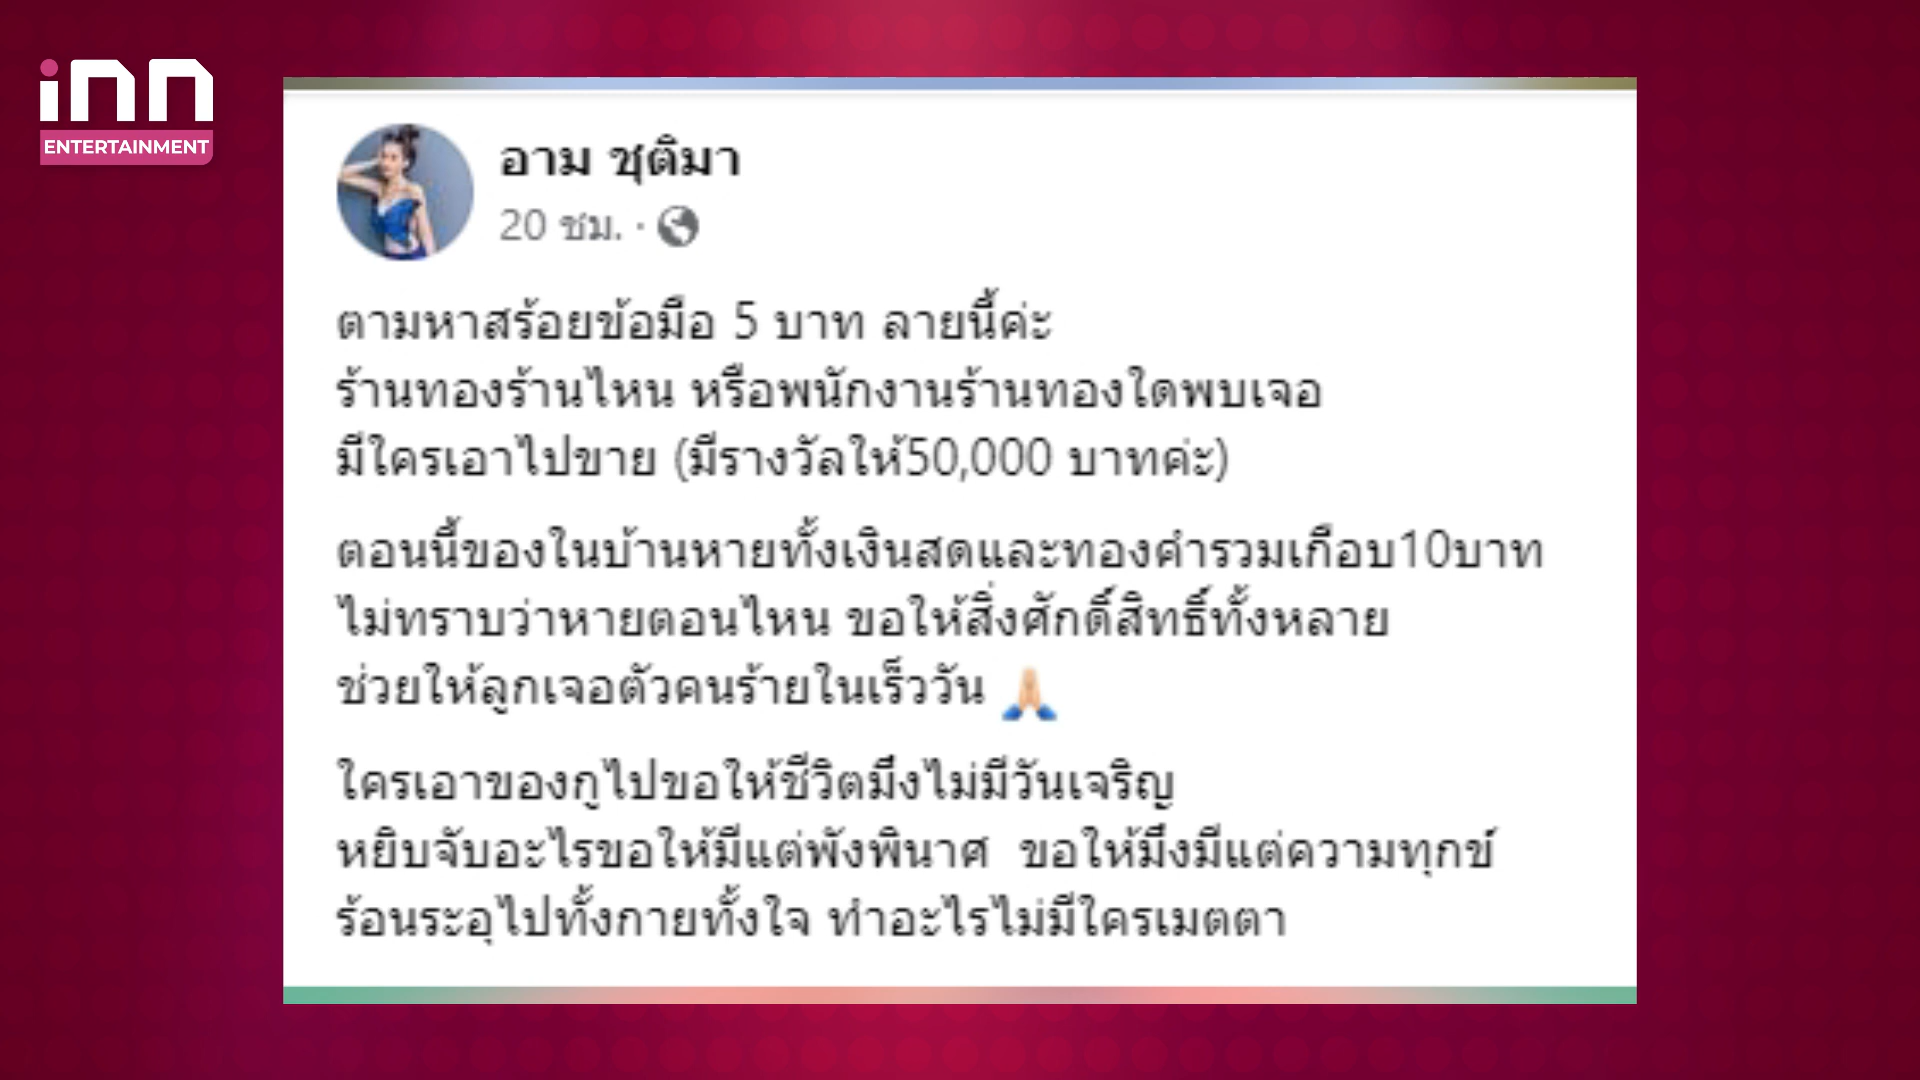 inn
ENTERTAINMENT
อาม ชุติมา
20 ชม. ·
ตามหาสร้อยข้อมือ 5 บาท ลายนี้ค่ะ
ร้านทองร้านไหน หรือพนักงานร้านทองใดพบเจอ
มีใครเอาไปขาย (มีรางวัลให้50,000 บาทค่ะ)
ตอนนี้ของในบ้านหายทั้งเงินสดและทองคำรวมเกือบ10บาท
ไม่ทราบว่าหายตอนไหน ขอให้สิ่งศักดิ์สิทธิ์ทั้งหลาย
ช่วยให้ลูกเจอตัวคนร้ายในเร็ววัน 🙏🏻
ใครเอาของกูไปขอให้ชีวิตมึงไม่มีวันเจริญ
หยิบจับอะไรขอให้มีแต่พังพินาศ ขอให้มึงมีแต่ความทุกข์
ร้อนระอุไปทั้งกายทั้งใจ ทำอะไรไม่มีใครเมตตา